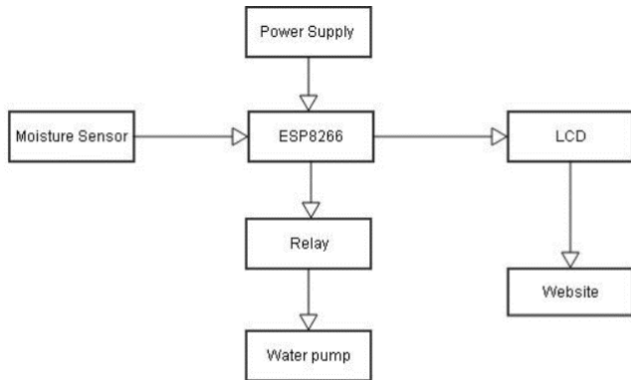 Power Supply
Moisture Sensor
ESP8266
LCD
Relay
Website
Water pump